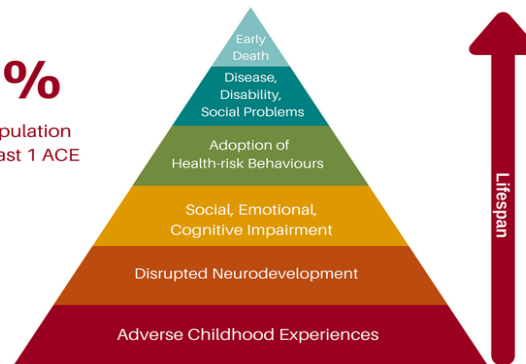 %
pulation
ast 1 ACE
Early
Death
Disease,
Disability,
Social Problems
Adoption of
Health-risk Behaviours
Social, Emotional,
Cognitive Impairment
Disrupted Neurodevelopment
Adverse Childhood Experiences
Lifespan